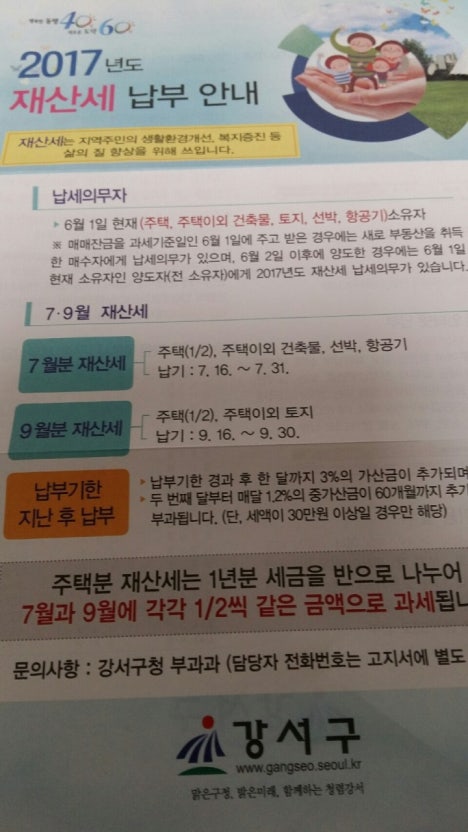 40 60
2017년도
재산세 납부 안내
재산세는 지역주민의 생활환경개선, 복지증진 등
삶의 질 향상을 위해 쓰입니다.
납세의무자
▸ 6월 1일 현재 (주택, 주택이외 건축물, 토지, 선박, 항공기)소유자
※ 매매잔금을 과세기준일인 6월 1일에 주고 받은 경우에는 새로 부동산을 취득
한 매수자에게 납세의무가 있으며, 6월 2일 이후에 양도한 경우에는 6월 1일
현재 소유자인 양도자(전 소유자)에게 2017년도 재산세 납세의무가 있습니다.
7·9월 재산세
7월분 재산세
주택(1/2), 주택이외 건축물, 선박, 항공기
납기 : 7. 16. ~ 7. 31.
9월분 재산세
주택(1/2), 주택이외 토지
납기 : 9. 16. ~ 9. 30.
납부기한
지난 후 납부
▸ 납부기한 경과 후 한 달까지 3%의 가산금이 추가되며
▸ 두 번째 달부터 매달 1.2%의 중가산금이 60개월까지 추가
부과됩니다. (단, 세액이 30만원 이상일 경우만 해당)
주택분 재산세는 1년분 세금을 반으로 나누어
7월과 9월에 각각 1/2씩 같은 금액으로 과세됩니
문의사항 : 강서구청 부과과 (담당자 전화번호는 고지서에 별도
강서구
www.gangseo.seoul.kr
맑은구청, 밝은미래, 함께하는 청렴강서